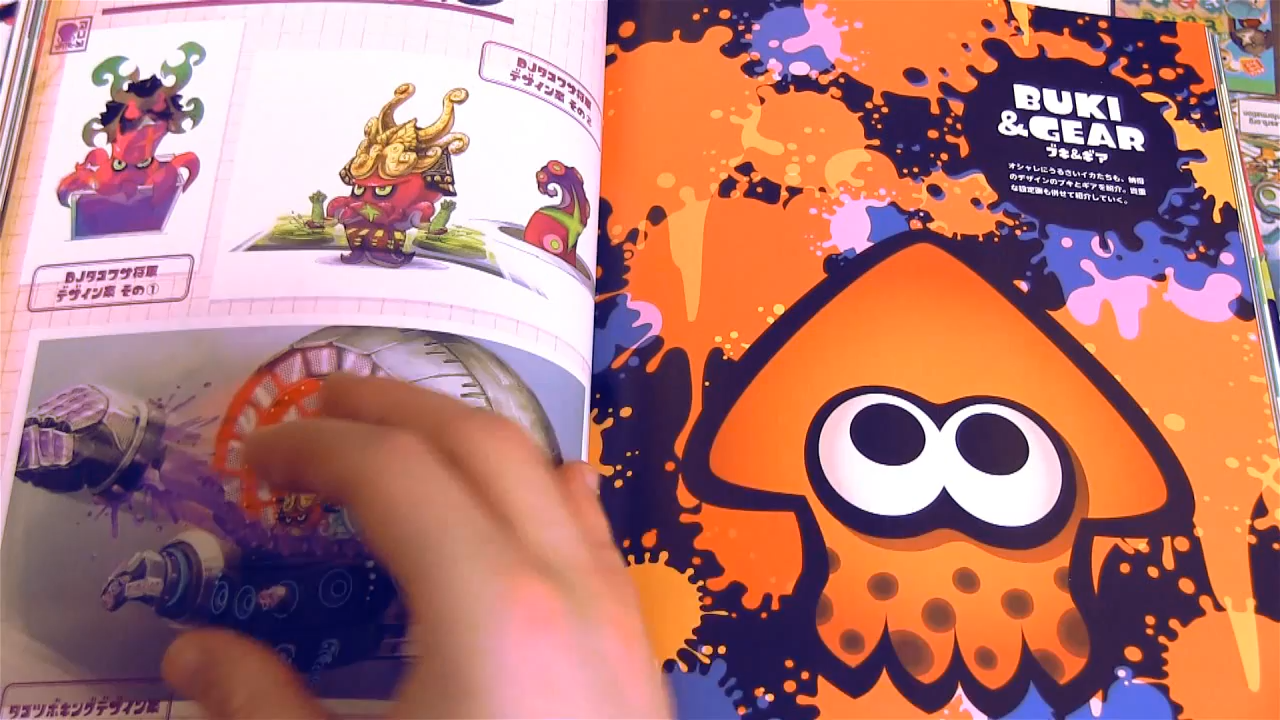 BJタコワサ将軍
デザイン案 その2
BJタコワサ将軍
デザイン案 その①
タコツボキングデザイン案
BUKI
&GEAR
ブキ&ギア
オシャレにうるさいイカたちも、納得
のデザインのブキとギアを紹介。貴重
な設定画も併せて紹介していく。